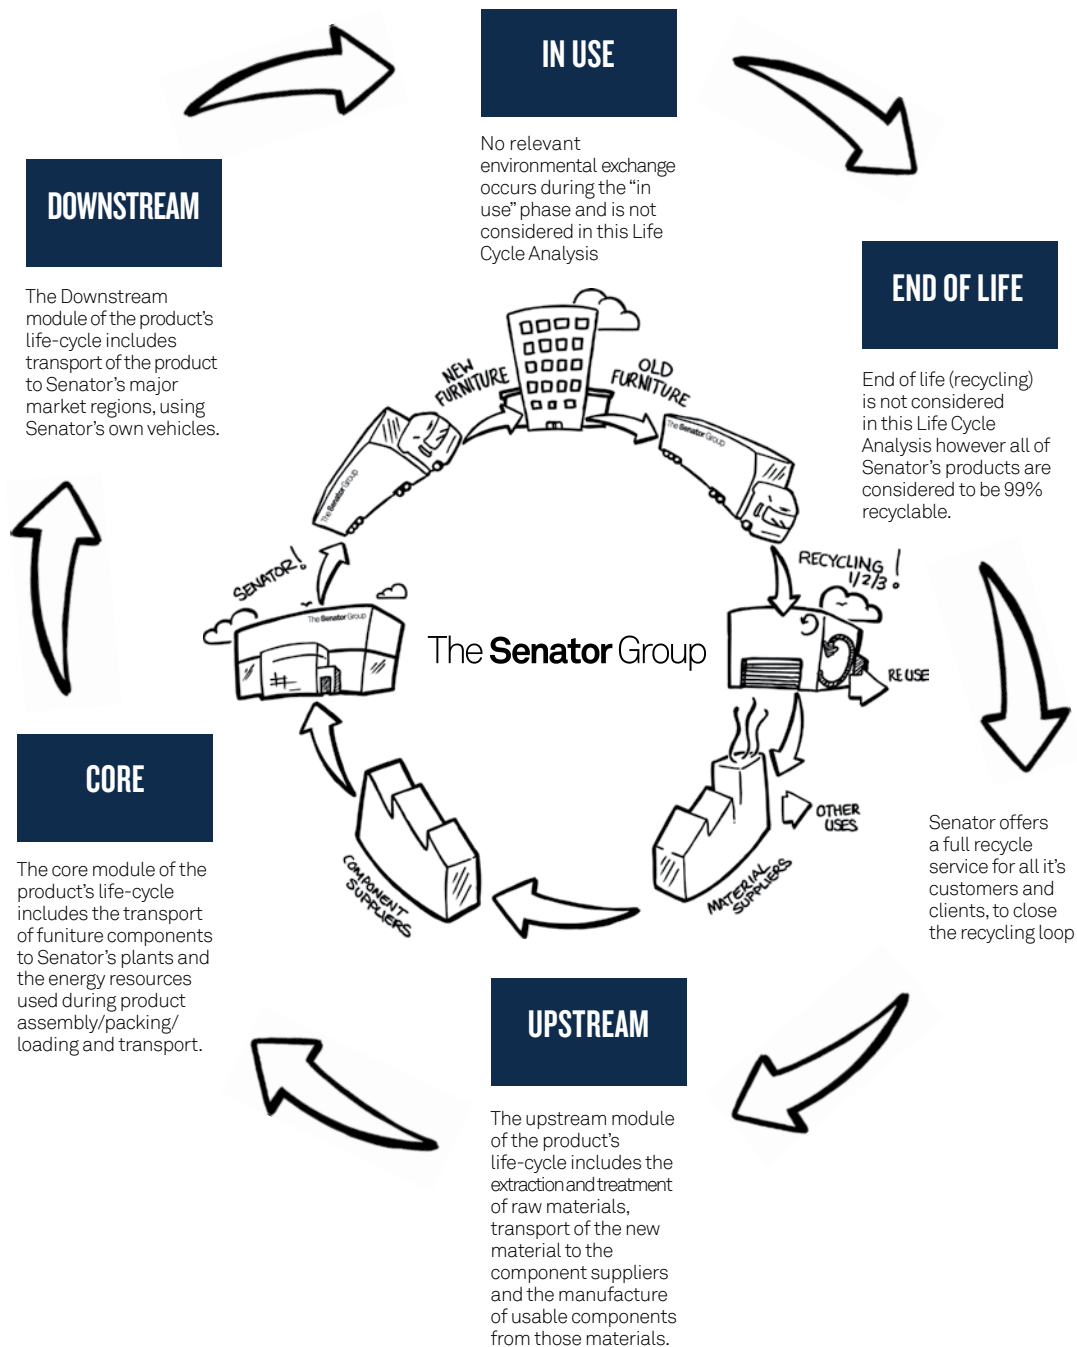 IN USE
No relevant
environmental exchange
occurs during the “in
use” phase and is not
considered in this Life
Cycle Analysis
DOWNSTREAM
The Downstream
module of the product’s
life-cycle includes
transport of the product
to Senator’s major
market regions, using
Senator’s own vehicles.
END OF LIFE
End of life (recycling)
is not considered
in this Life Cycle
Analysis however all of
Senator’s products are
considered to be 99%
recyclable.
NEW
FURNITURE
OLD
FURNITURE
The Senator Group
The Senator Group
SENATOR!
The Senator Group
RECYCLING!
1/2/3
The Senator Group
RE USE
OTHER
USES
COMPONENT
SUPPLIERS
MATERIAL
SUPPLIERS
CORE
The core module of the
product’s life-cycle
includes the transport
of funiture components
to Senator’s plants and
the energy resources
used during product
assembly/packing/
loading and transport.
Senator offers
a full recycle
service for all it’s
customers and
clients, to close
the recycling loop
UPSTREAM
The upstream module
of the product’s
life-cycle includes the
extraction and treatment
of raw materials,
transport of the new
material to the
component suppliers
and the manufacture
of usable components
from those materials.